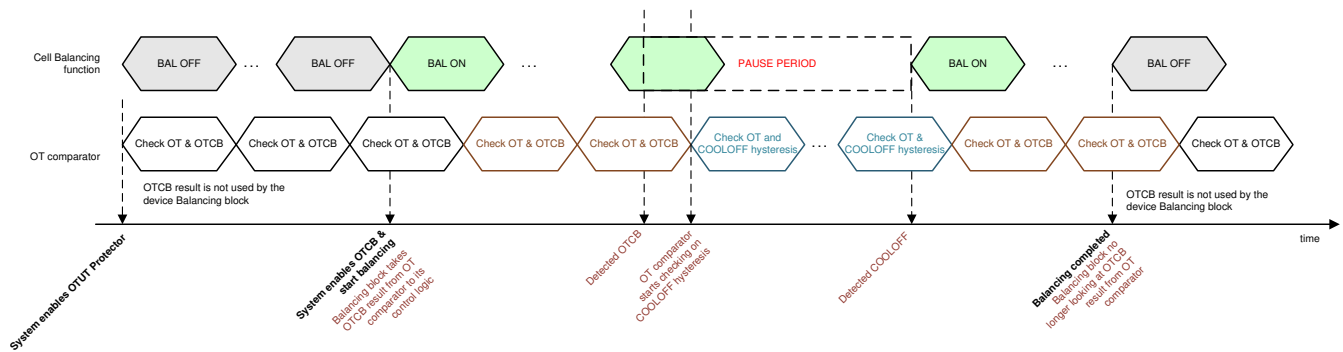 Cell Balancing
function
BAL OFF
...
BAL OFF
BAL ON
...
PAUSE PERIOD
BAL ON
...
BAL OFF
OT comparator
Check OT & OTCB
Check OT & OTCB
Check OT & OTCB
Check OT & OTCB
Check OT & OTCB
Check OT and
COOLOFF hysteresis
...
Check OT &
COOLOFF hysteresis
Check OT & OTCB
Check OT & OTCB
Check OT & OTCB
OTCB result is not used by the
device Balancing block
OTCB result is not used by the
device Balancing block
time
System enables OTUT Protector
System enables OTCB &
start balancing
Balancing block takes
OTCB result from OT
comparator to its
control logic
Detected OTCB
OT comparator
starts checking on
COOLOFF hysteresis
Detected COOLOFF
Balancing completed
Balancing block no
longer looking at OTCB
result from OT
comparator